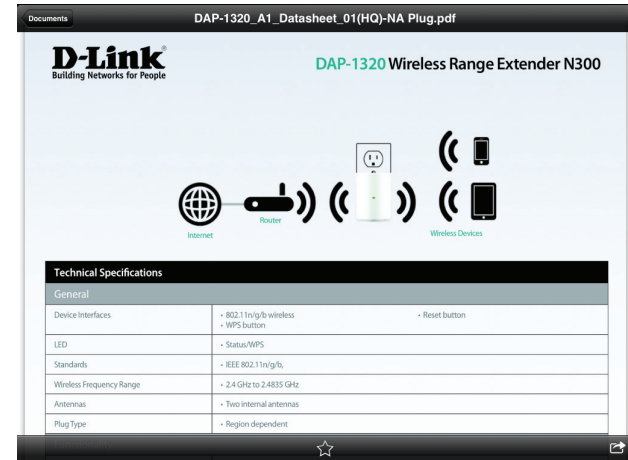 Documents
DAP-1320_A1_Datasheet_01(HQ)-NA Plug.pdf
D-Link®
Building Networks for People
DAP-1320 Wireless Range Extender N300
Internet
Router
Wireless Devices
Technical Specifications
General
Device Interfaces
• 802.11n/g/b wireless
• WPS button
• Reset button
LED
• Status/WPS
Standards
• IEEE 802.11n/g/b,
Wireless Frequency Range
• 2.4 GHz to 2.4835 GHz
Antennas
• Two internal antennas
Plug Type
• Region dependent